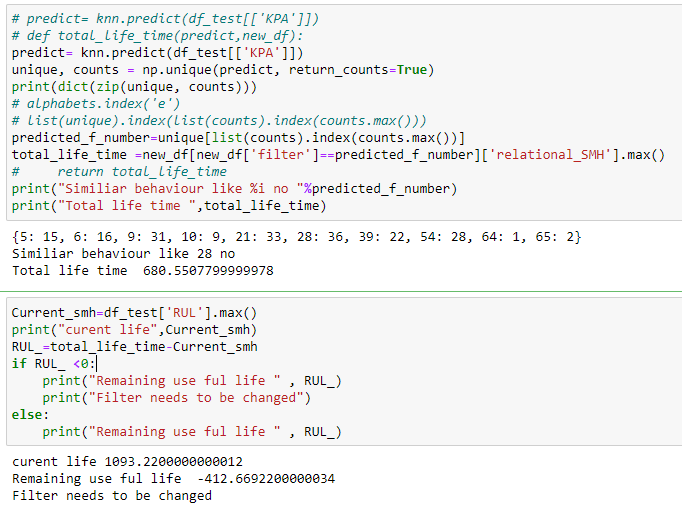 # predict= knn.predict(df_test[['KPA']])
# def total_life_time(predict,new_df):
predict= knn.predict(df_test[['KPA']])
unique, counts = np.unique(predict, return_counts=True)
print(dict(zip(unique, counts)))
# alphabets.index('e')
# list(unique).index(list(counts).index(counts.max()))
predicted_f_number=unique[list(counts).index(counts.max())]
total_life_time =new_df[new_df['filter']==predicted_f_number]['relational_SMH'].max()
#     return total_life_time
print("Similiar behaviour like %i no "%predicted_f_number)
print("Total life time ",total_life_time)
{5: 15, 6: 16, 9: 31, 10: 9, 21: 33, 28: 36, 39: 22, 54: 28, 64: 1, 65: 2}
Similiar behaviour like 28 no
Total life time  680.5507799999978
Current_smh=df_test['RUL'].max()
print("curent life",Current_smh)
RUL_=total_life_time-Current_smh
if RUL_ <0:
    print("Remaining use ful life " , RUL_)
    print("Filter needs to be changed")
else:
    print("Remaining use ful life " , RUL_)
curent life 1093.2200000000012
Remaining use ful life  -412.6692200000034
Filter needs to be changed